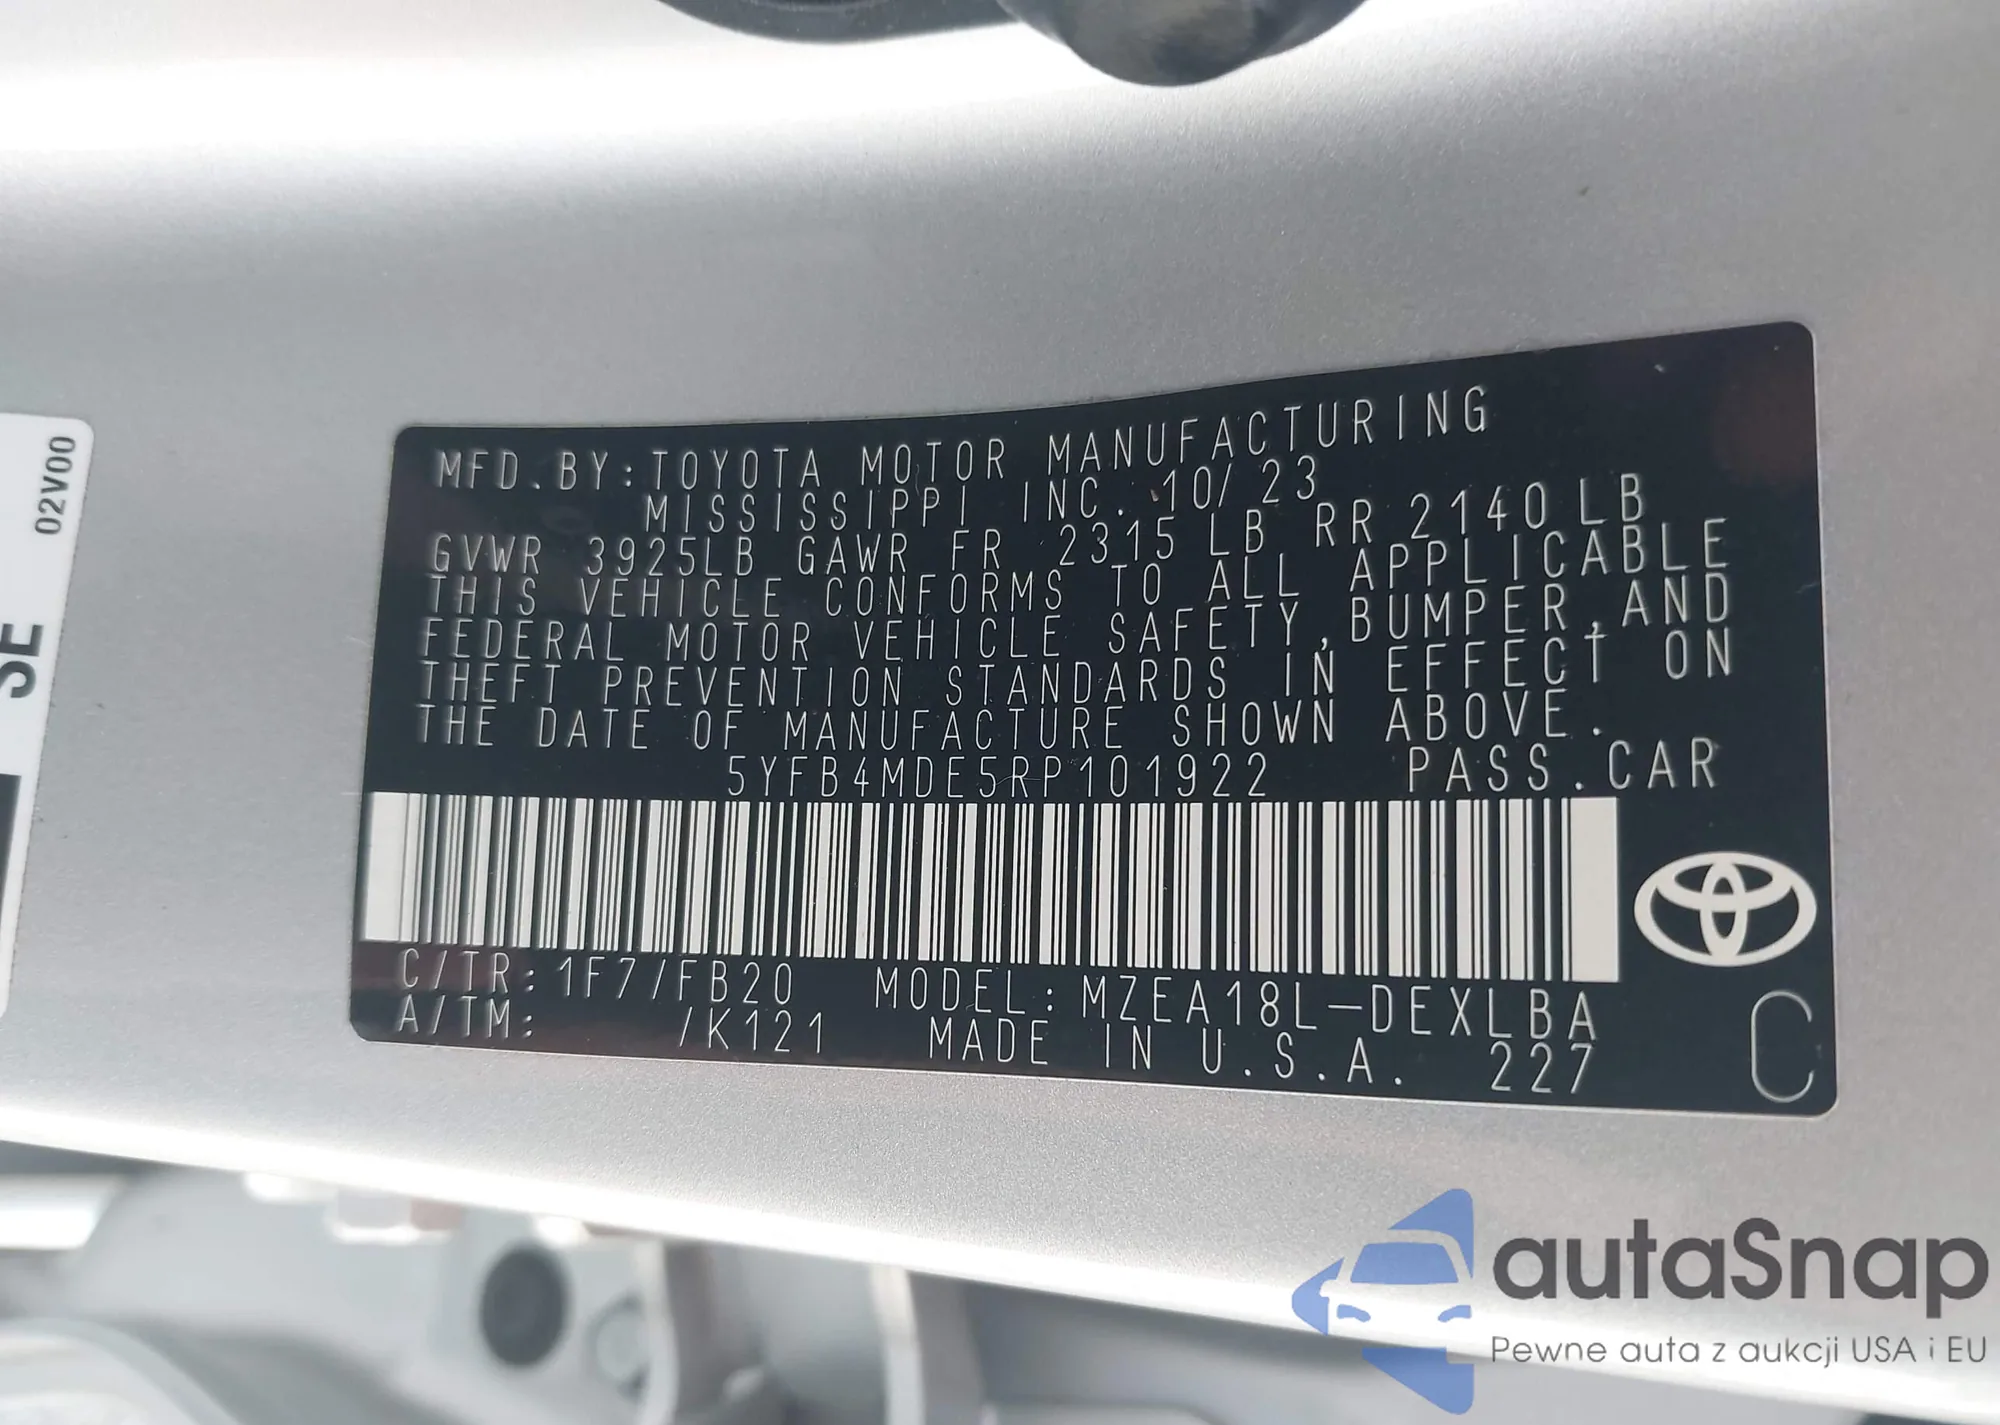 MFD. BY: TOYOTA MOTOR MANUFACTURING
MISSISSIPPI INC. 10/23
GVWR 3925LB GAWR FR 2315 LB RR 2140 LB
THIS VEHICLE CONFORMS TO ALL APPLICABLE
FEDERAL MOTOR VEHICLE SAFETY, BUMPER, AND
THEFT PREVENTION STANDARDS IN EFFECT ON
THE DATE OF MANUFACTURE SHOWN ABOVE.
5YFB4MDE5RP101922 PASS. CAR
C/TR: 1F7/FB20 MODEL: MZEA18L-DEXLBA
A/TM: /K121 MADE IN U.S.A. 227
C
02V00
SE
autaSnap
Pewne auta z aukcji USA i EU